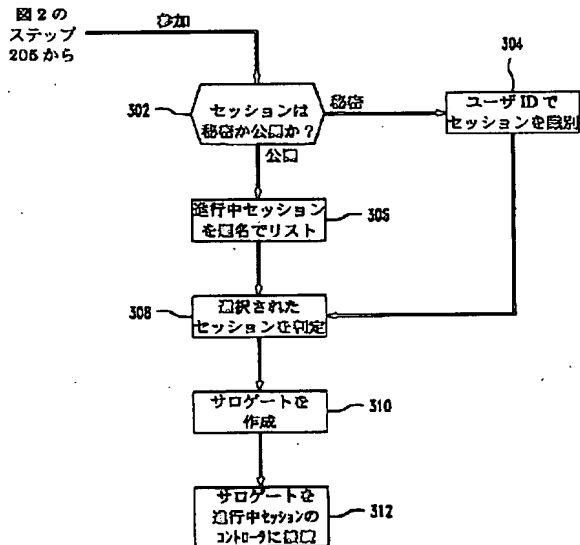 図2の
ステップ
205から
参加
302
セッションは
秘密か公開か?
秘密
304
ユーザIDで
セッションを識別
公開
進行中セッション
を題名でリスト
306
308
選択された
セッションを判定
サロゲートを
作成
310
サロゲートを
進行中セッションの
コントローラに接続
312